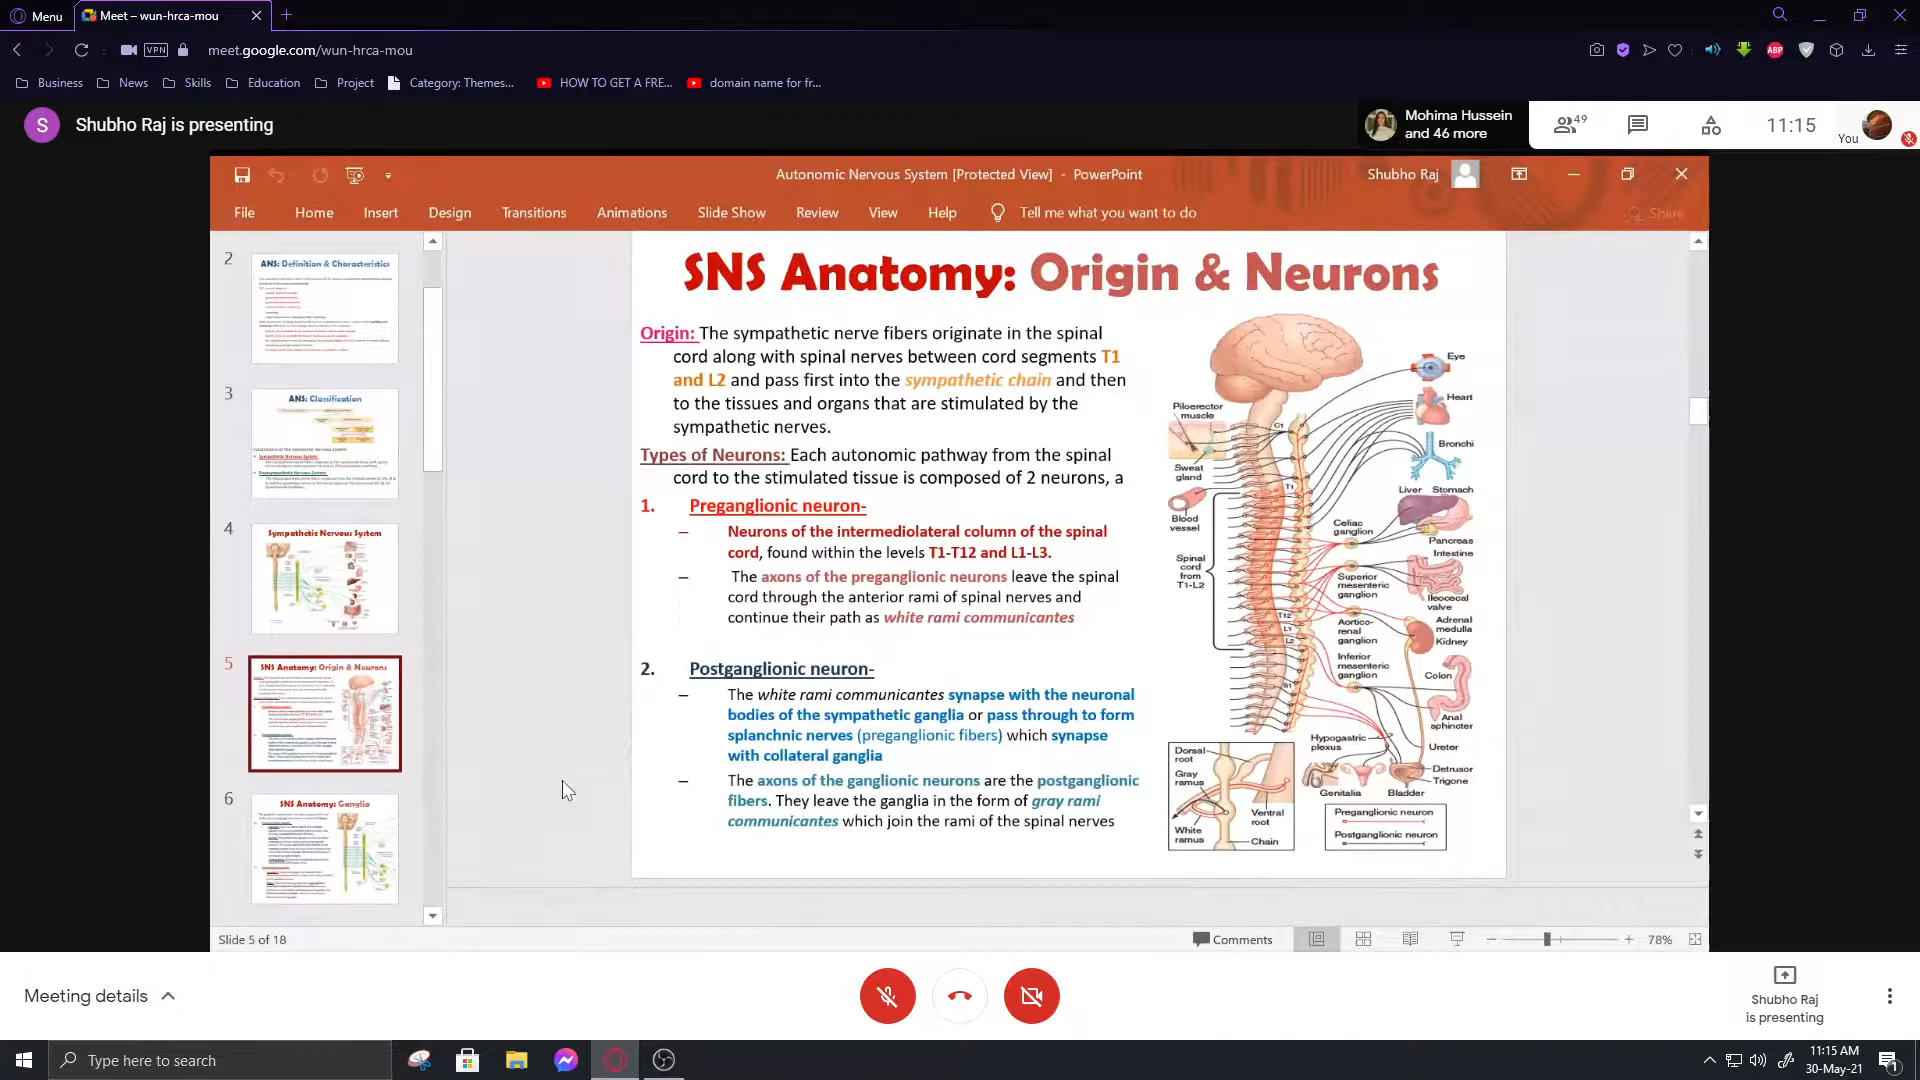 Menu
Meet – wun-hrca-mou
VPN
meet.google.com/wun-hrca-mou
ABP
Business
News
Skills
Education
Project
Category: Themes...
HOW TO GET A FRE...
domain name for fr...
S
Shubho Raj is presenting
Mohima Hussein
and 46 more
49
11:15
You
Autonomic Nervous System [Protected View] - PowerPoint
Shubho Raj
File
Home
Insert
Design
Transitions
Animations
Slide Show
Review
View
Help
Tell me what you want to do
Share
2
ANS: Definition & Characteristics
3
ANS: Classification
4
Sympathetic Nervous System
5
SNS Anatomy: Origin & Neurons
6
SNS Anatomy: Ganglia
SNS Anatomy: Origin & Neurons
Origin: The sympathetic nerve fibers originate in the spinal
cord along with spinal nerves between cord segments T1
and L2 and pass first into the sympathetic chain and then
to the tissues and organs that are stimulated by the
sympathetic nerves.
Types of Neurons: Each autonomic pathway from the spinal
cord to the stimulated tissue is composed of 2 neurons, a
1. Preganglionic neuron-
– Neurons of the intermediolateral column of the spinal
cord, found within the levels T1-T12 and L1-L3.
– The axons of the preganglionic neurons leave the spinal
cord through the anterior rami of spinal nerves and
continue their path as white rami communicantes
2. Postganglionic neuron-
– The white rami communicantes synapse with the neuronal
bodies of the sympathetic ganglia or pass through to form
splanchnic nerves (preganglionic fibers) which synapse
with collateral ganglia
– The axons of the ganglionic neurons are the postganglionic
fibers. They leave the ganglia in the form of gray rami
communicantes which join the rami of the spinal nerves
Eye
Heart
Piloerector
muscle
C1
Bronchi
Sweat
gland
T1
Liver
Stomach
Blood
vessel
Celiac
ganglion
Pancreas
Intestine
Spinal
cord
from
T1-L2
Superior
mesenteric
ganglion
Ileocecal
valve
T12
L1
L2
Aortico-
renal
ganglion
Adrenal
medulla
Kidney
Inferior
mesenteric
ganglion
Colon
S1
Anal
sphincter
Hypogastric
plexus
Ureter
Detrusor
Trigone
Genitalia
Bladder
Dorsal
root
Gray
ramus
White
ramus
Ventral
root
Chain
Preganglionic neuron
Postganglionic neuron
Slide 5 of 18
Comments
78%
Meeting details
Shubho Raj
is presenting
Type here to search
11:15 AM
30-May-21
1